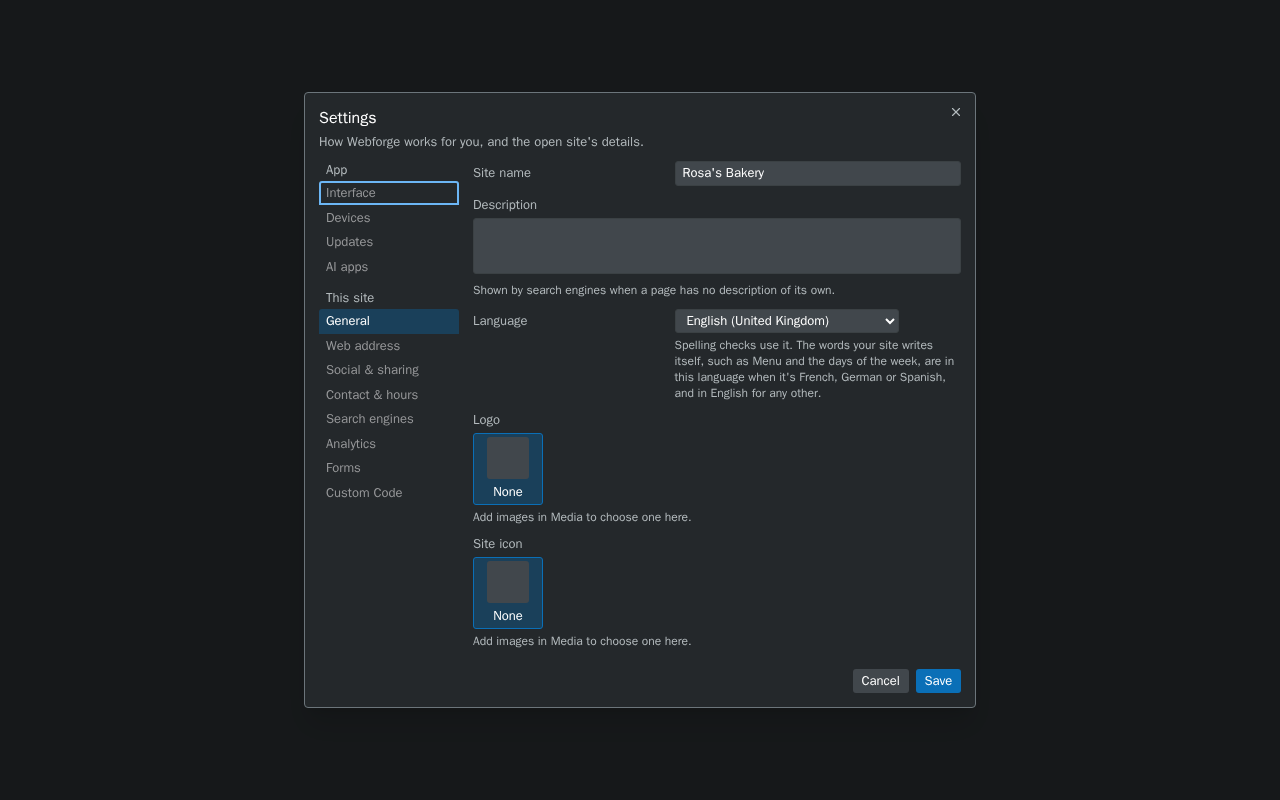 Settings
How Webforge works for you, and the open site's details.
App
Interface
Devices
Updates
AI apps
This site
General
Web address
Social & sharing
Contact & hours
Search engines
Analytics
Forms
Custom Code
Site name
Rosa's Bakery
Description
Shown by search engines when a page has no description of its own.
Language
English (United Kingdom)
Spelling checks use it. The words your site writes
itself, such as Menu and the days of the week, are in
this language when it's French, German or Spanish,
and in English for any other.
Logo
None
Add images in Media to choose one here.
Site icon
None
Add images in Media to choose one here.
Cancel
Save